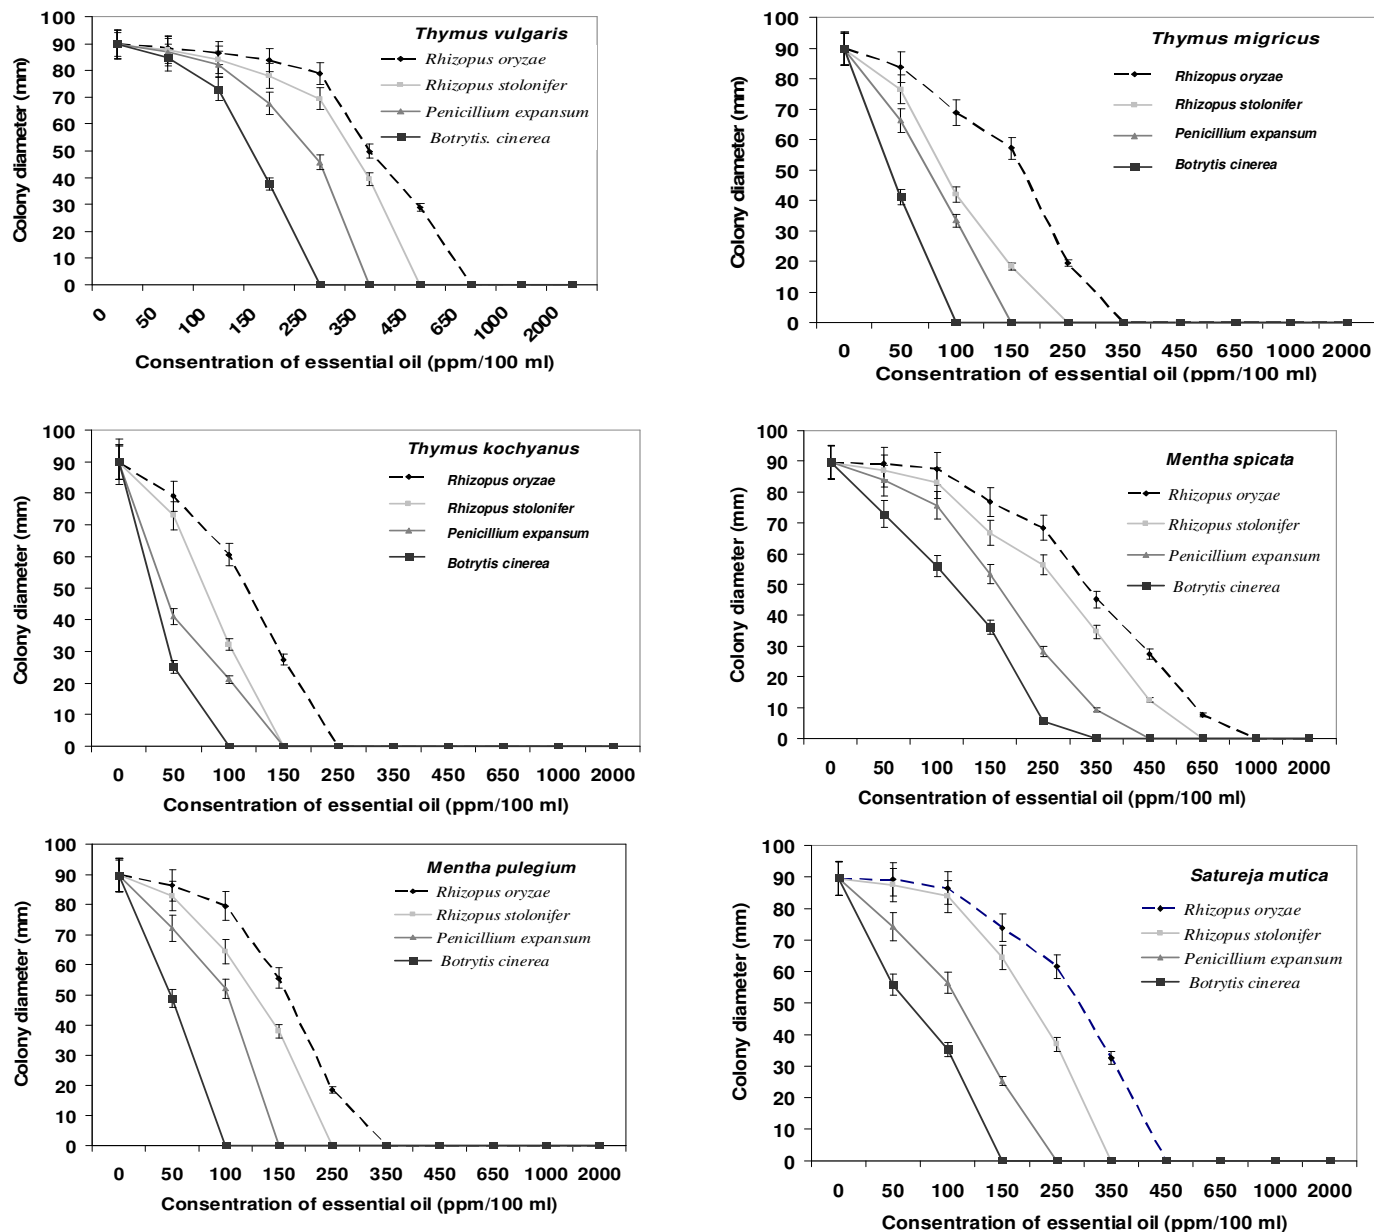 Thymus vulgaris
Rhizopus oryzae
Rhizopus stolonifer
Penicillium expansum
Botrytis. cinerea
Colony diameter (mm)
100
90
80
70
60
50
40
30
20
10
0
0 50 100 150 250 350 450 650 1000 2000
Consentration of essential oil (ppm/100 ml)
Thymus migricus
Rhizopus oryzae
Rhizopus stolonifer
Penicillium expansum
Botrytis cinerea
Colony diameter (mm)
100
90
80
70
60
50
40
30
20
10
0
0 50 100 150 250 350 450 650 1000 2000
Consentration of essential oil (ppm/100 ml)
Thymus kochyanus
Rhizopus oryzae
Rhizopus stolonifer
Penicillium expansum
Botrytis cinerea
Colony diameter (mm)
100
90
80
70
60
50
40
30
20
10
0
0 50 100 150 250 350 450 650 1000 2000
Consentration of essential oil (ppm/100 ml)
Mentha spicata
Rhizopus oryzae
Rhizopus stolonifer
Penicillium expansum
Botrytis cinerea
Colony diameter (mm)
100
90
80
70
60
50
40
30
20
10
0
0 50 100 150 250 350 450 650 1000 2000
Consentration of essential oil (ppm/100 ml)
Mentha pulegium
Rhizopus oryzae
Rhizopus stolonifer
Penicillium expansum
Botrytis cinerea
Colony diameter (mm)
100
90
80
70
60
50
40
30
20
10
0
0 50 100 150 250 350 450 650 1000 2000
Consentration of essential oil (ppm/100 ml)
Satureja mutica
Rhizopus oryzae
Rhizopus stolonifer
Penicillium expansum
Botrytis cinerea
Colony diameter (mm)
100
90
80
70
60
50
40
30
20
10
0
0 50 100 150 250 350 450 650 1000 2000
Consentration of essential oil (ppm/100 ml)